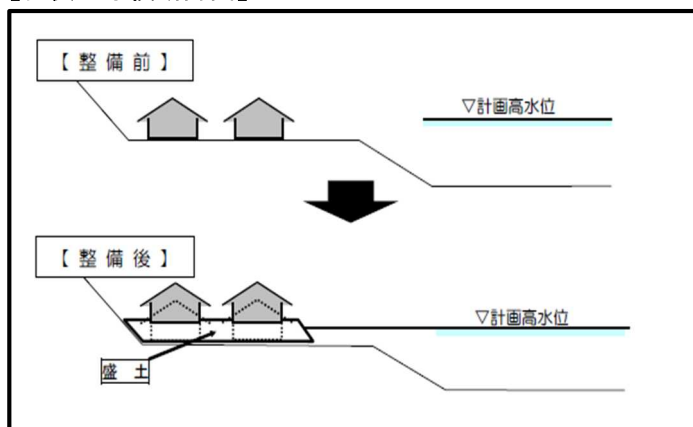 【 整 備 前 】
▽計画高水位
【 整 備 後 】
▽計画高水位
盛 土